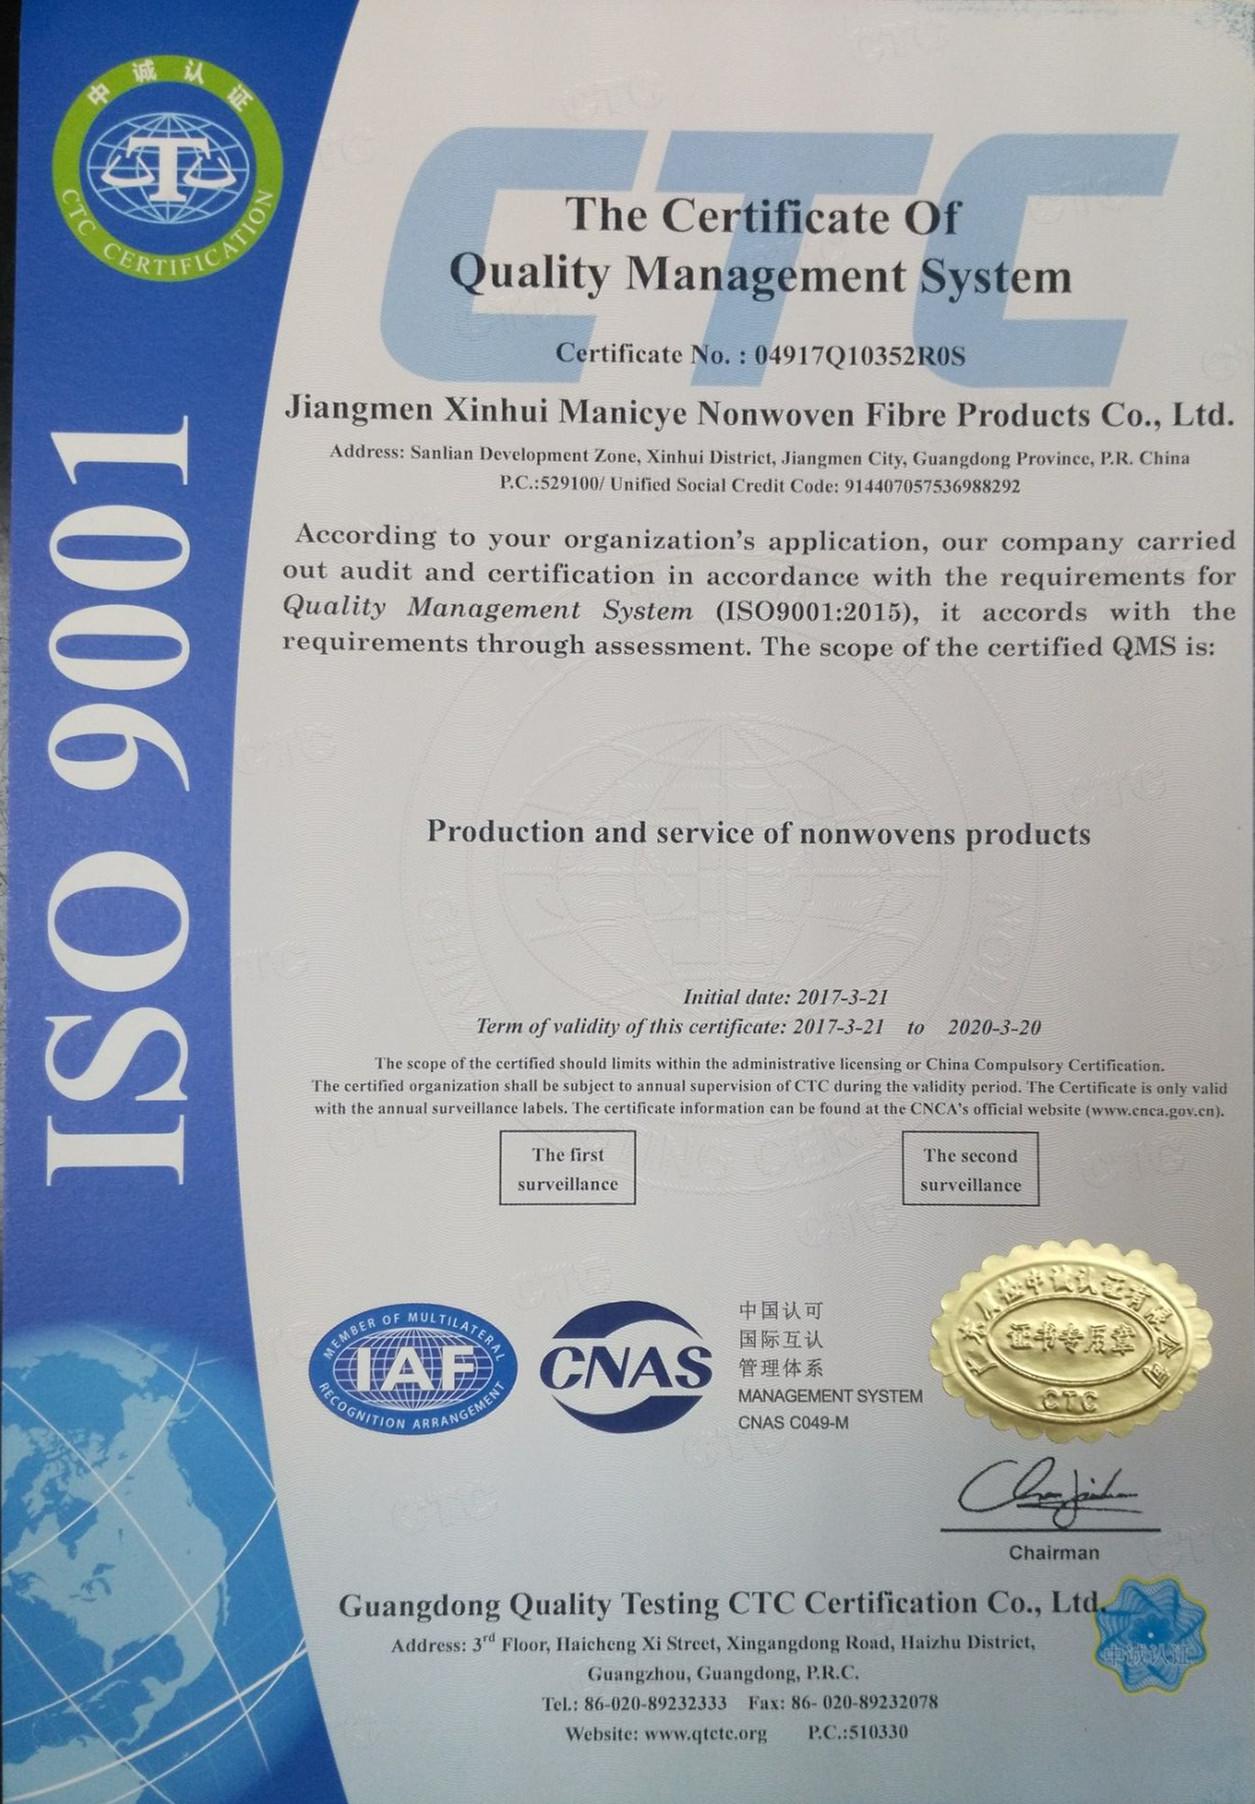 中诚认证
CTC CERTIFICATION
ISO 9001
CTC
The Certificate Of
Quality Management System
Certificate No. : 04917Q10352R0S
Jiangmen Xinhui Manicye Nonwoven Fibre Products Co., Ltd.
Address: Sanlian Development Zone, Xinhui District, Jiangmen City, Guangdong Province, P.R. China
P.C.:529100/ Unified Social Credit Code: 914407057536988292
According to your organization's application, our company carried
out audit and certification in accordance with the requirements for
Quality Management System (ISO9001:2015), it accords with the
requirements through assessment. The scope of the certified QMS is:
Production and service of nonwovens products
Initial date: 2017-3-21
Term of validity of this certificate: 2017-3-21 to 2020-3-20
The scope of the certified should limits within the administrative licensing or China Compulsory Certification.
The certified organization shall be subject to annual supervision of CTC during the validity period. The Certificate is only valid
with the annual surveillance labels. The certificate information can be found at the CNCA's official website (www.cnca.gov.cn).
The first
surveillance
The second
surveillance
MEMBER OF MULTILATERAL
IAF
RECOGNITION ARRANGEMENT
CNAS
中国认可
国际互认
管理体系
MANAGEMENT SYSTEM
CNAS C049-M
证书专用章
CTC
Chairman
Guangdong Quality Testing CTC Certification Co., Ltd.
Address: 3rd Floor, Haicheng Xi Street, Xingangdong Road, Haizhu District,
Guangzhou, Guangdong, P.R.C.
Tel.: 86-020-89232333 Fax: 86- 020-89232078
Website: www.qtctc.org P.C.:510330
中诚认证